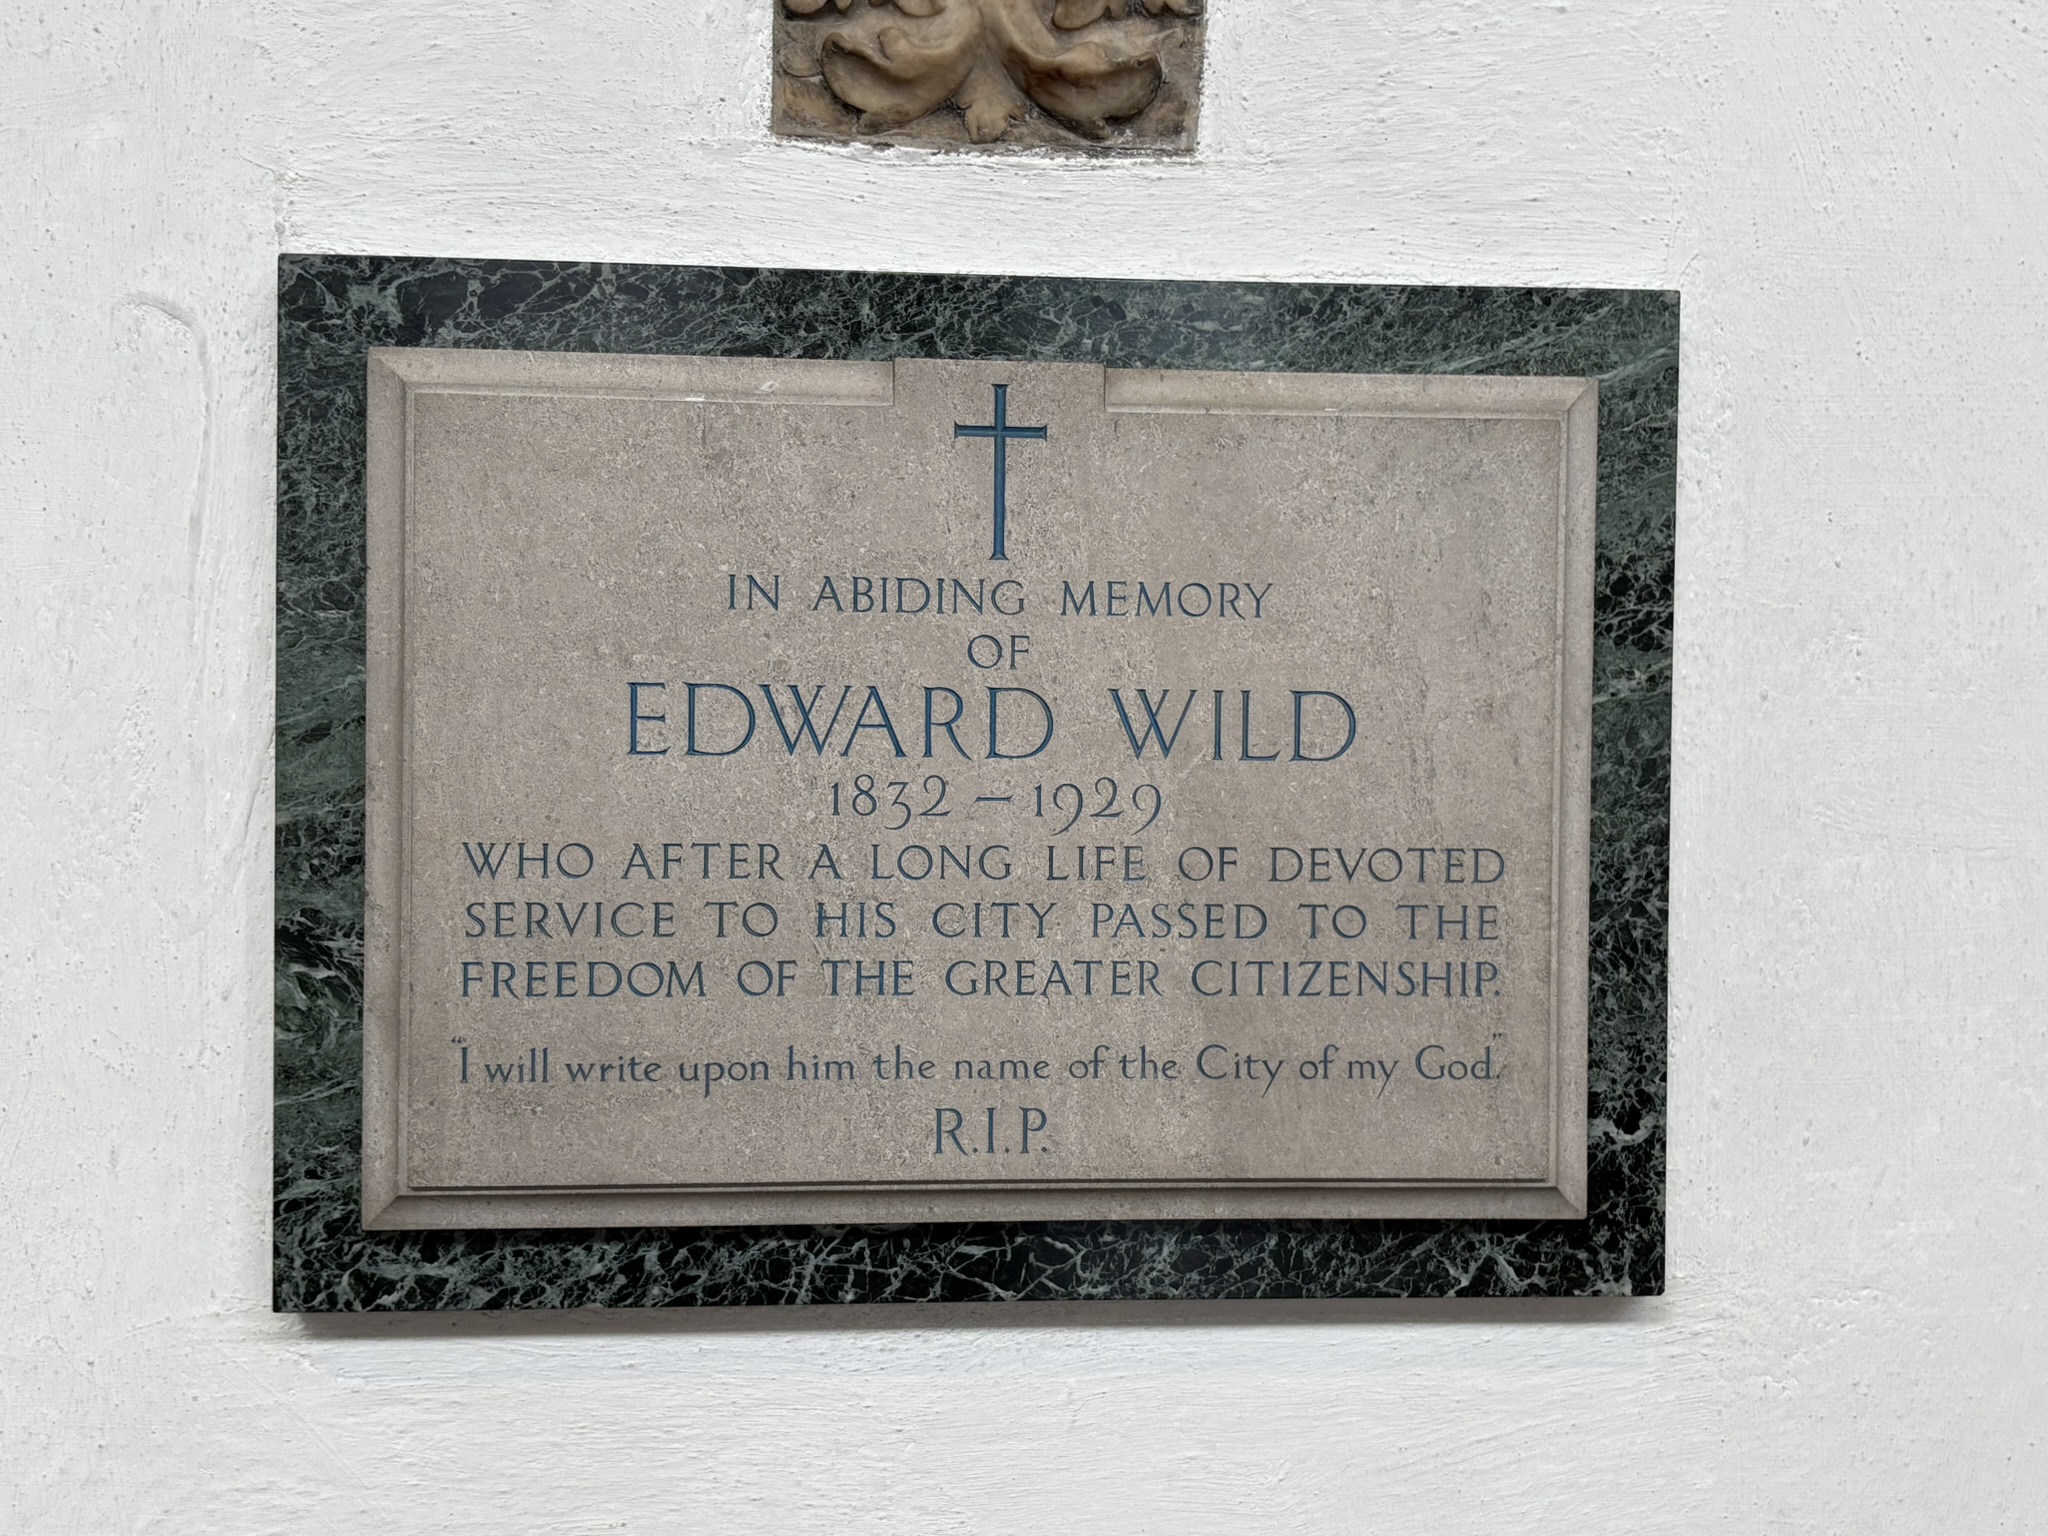 IN ABIDING MEMORY
OF
EDWARD WILD
1832 – 1929
WHO AFTER A LONG LIFE OF DEVOTED
SERVICE TO HIS CITY PASSED TO THE
FREEDOM OF THE GREATER CITIZENSHIP.
“I will write upon him the name of the City of my God.”
R.I.P.